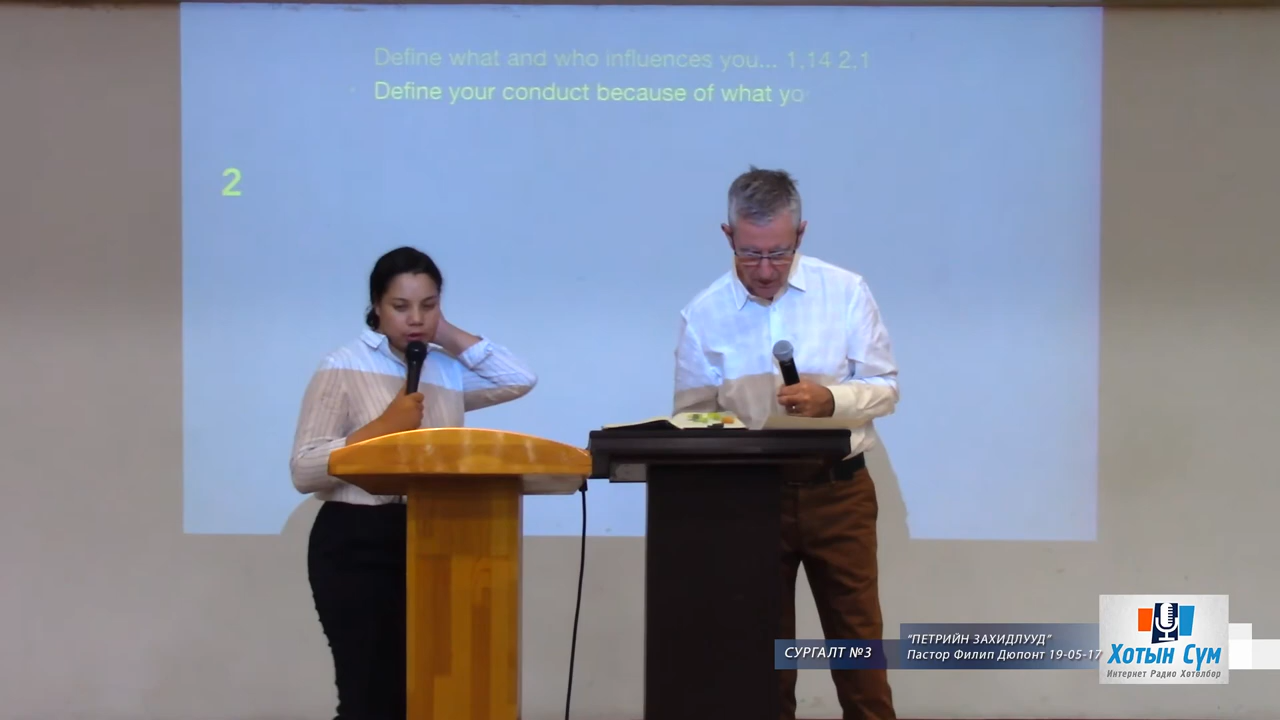 Define what and who influences you... 1,14 2,1
Define your conduct because of what yo
2
СУРГАЛТ №3
"ПЕТРИЙН ЗАХИДЛУУД"
Пастор Филип Дюпонт 19-05-17
Хотын Сүм
Интернет Радио Хөтөлбөр